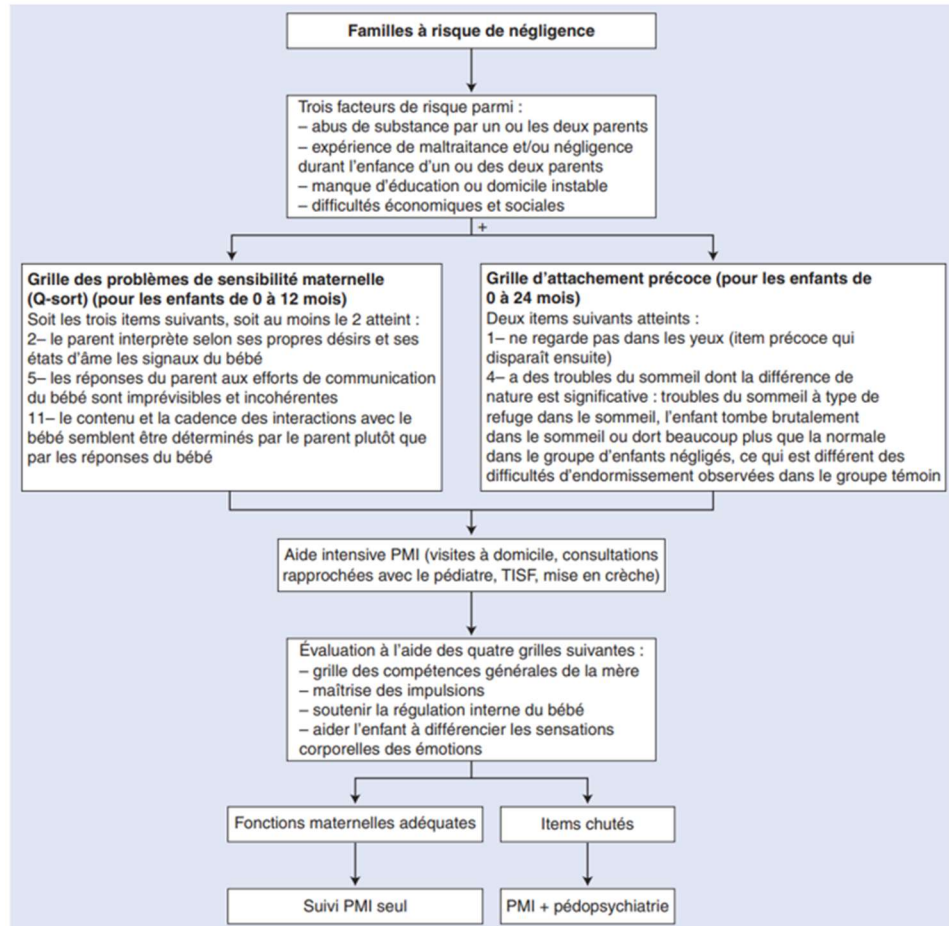 Familles à risque de négligence
Trois facteurs de risque parmi :
– abus de substance par un ou les deux parents
– expérience de maltraitance et/ou négligence
durant l'enfance d'un ou des deux parents
– manque d'éducation ou domicile instable
– difficultés économiques et sociales
+
Grille des problèmes de sensibilité maternelle
(Q-sort) (pour les enfants de 0 à 12 mois)
Soit les trois items suivants, soit au moins le 2 atteint :
2– le parent interprète selon ses propres désirs et ses
états d'âme les signaux du bébé
5– les réponses du parent aux efforts de communication
du bébé sont imprévisibles et incohérentes
11– le contenu et la cadence des interactions avec le
bébé semblent être déterminés par le parent plutôt que
par les réponses du bébé
Grille d'attachement précoce (pour les enfants de
0 à 24 mois)
Deux items suivants atteints :
1– ne regarde pas dans les yeux (item précoce qui
disparaît ensuite)
4– a des troubles du sommeil dont la différence de
nature est significative : troubles du sommeil à type de
refuge dans le sommeil, l'enfant tombe brutalement
dans le sommeil ou dort beaucoup plus que la normale
dans le groupe d'enfants négligés, ce qui est différent des
difficultés d'endormissement observées dans le groupe témoin
Aide intensive PMI (visites à domicile, consultations
rapprochées avec le pédiatre, TISF, mise en crèche)
Évaluation à l'aide des quatre grilles suivantes :
– grille des compétences générales de la mère
– maîtrise des impulsions
– soutenir la régulation interne du bébé
– aider l'enfant à différencier les sensations
corporelles des émotions
Fonctions maternelles adéquates
Items chutés
Suivi PMI seul
PMI + pédopsychiatrie